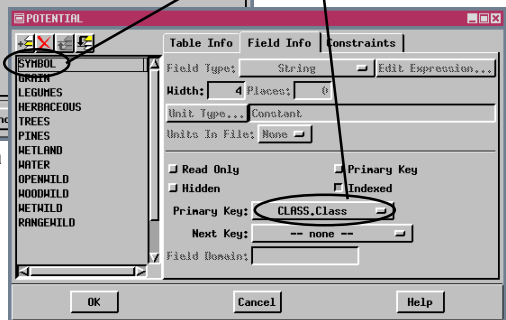 POTENTIAL
Table Info Field Info Constraints
SYMBOL
GRAIN
LEGUMES
HERBACEOUS
TREES
PINES
WETLAND
WATER
OPENWILD
WOODWILD
WETWILD
RANGEWILD
Field Type: String Edit Expression...
Width: 4 Places: 0
Unit Type... Constant
Units In File: None
Read Only Primary Key
Hidden Indexed
Primary Key: CLASS.Class
Next Key: -- none --
Field Domain:
OK Cancel Help